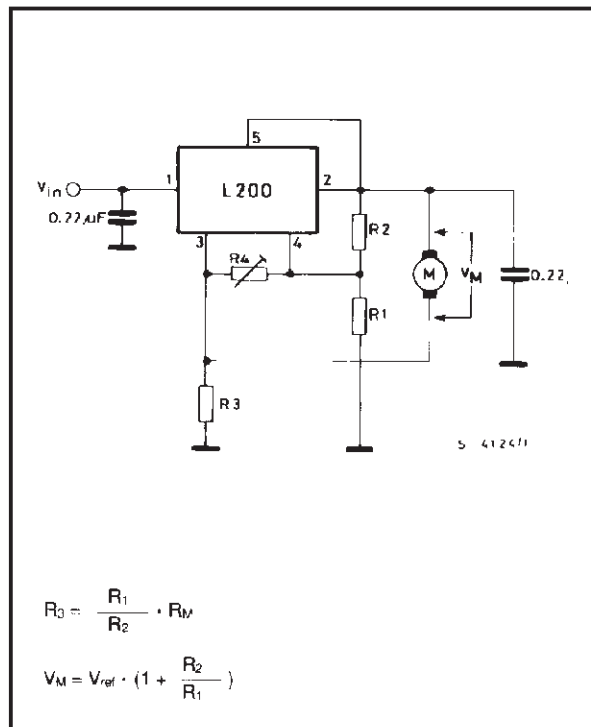 5
1
L200
2
Vin
0.22µF
3
4
R2
R4
M
VM
0.22
R1
R3
R3 = R1 / R2 · RM
VM = Vref · (1 + R2 / R1)